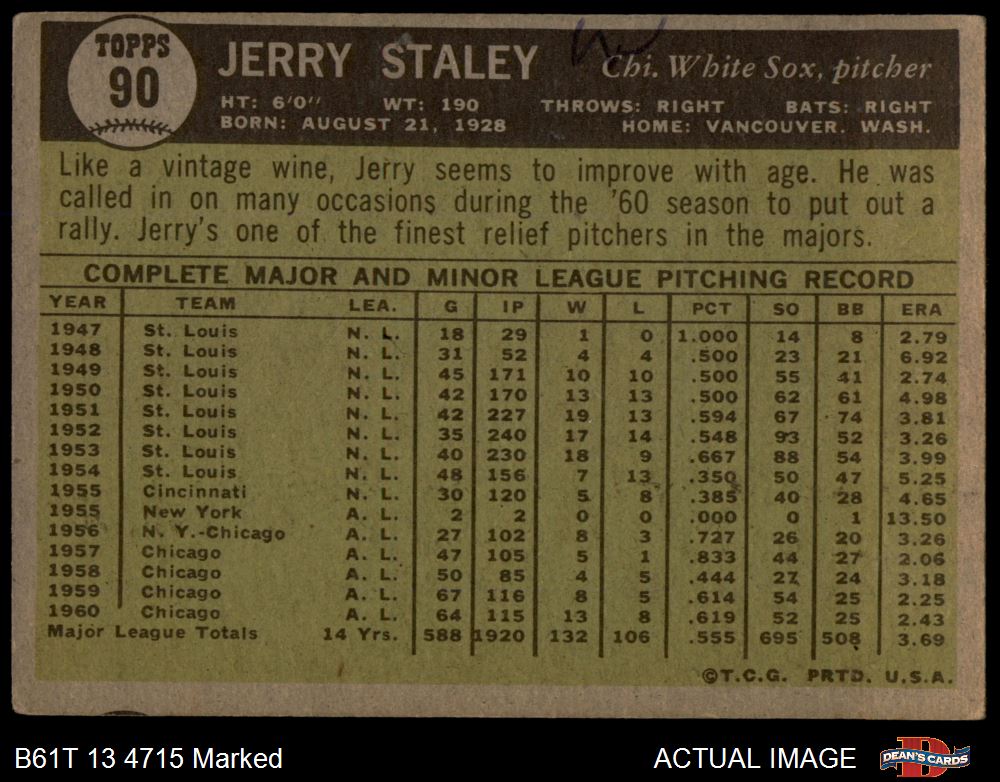 TOPPS
90
JERRY STALEY Chi. White Sox, pitcher
HT: 6'0" WT: 190 THROWS: RIGHT BATS: RIGHT
BORN: AUGUST 21, 1928 HOME: VANCOUVER. WASH.
Like a vintage wine, Jerry seems to improve with age. He was
called in on many occasions during the '60 season to put out a
rally. Jerry's one of the finest relief pitchers in the majors.
COMPLETE MAJOR AND MINOR LEAGUE PITCHING RECORD
YEAR TEAM LEA. G IP W L PCT SO BB ERA
1947 St. Louis N. L. 18 29 1 0 1.000 14 8 2.79
1948 St. Louis N. L. 31 52 4 4 .500 23 21 6.92
1949 St. Louis N. L. 45 171 10 10 .500 55 41 2.74
1950 St. Louis N. L. 42 170 13 13 .500 62 61 4.98
1951 St. Louis N. L. 42 227 19 13 .594 67 74 3.81
1952 St. Louis N. L. 35 240 17 14 .548 93 52 3.26
1953 St. Louis N. L. 40 230 18 9 .667 88 54 3.99
1954 St. Louis N. L. 48 156 7 13 .350 50 47 5.25
1955 Cincinnati N. L. 30 120 5 8 .385 40 28 4.65
1955 New York A. L. 2 2 0 0 .000 0 1 13.50
1956 N. Y.-Chicago A. L. 27 102 8 3 .727 26 20 3.26
1957 Chicago A. L. 47 105 5 1 .833 44 27 2.06
1958 Chicago A. L. 50 85 4 5 .444 27 24 3.18
1959 Chicago A. L. 67 116 8 5 .614 54 25 2.25
1960 Chicago A. L. 64 115 13 8 .619 52 25 2.43
Major League Totals 14 Yrs. 588 1920 132 106 .555 695 508 3.69
©T.C.G. PRTD. U.S.A.
B61T 13 4715 Marked ACTUAL IMAGE DEAN'S CARDS